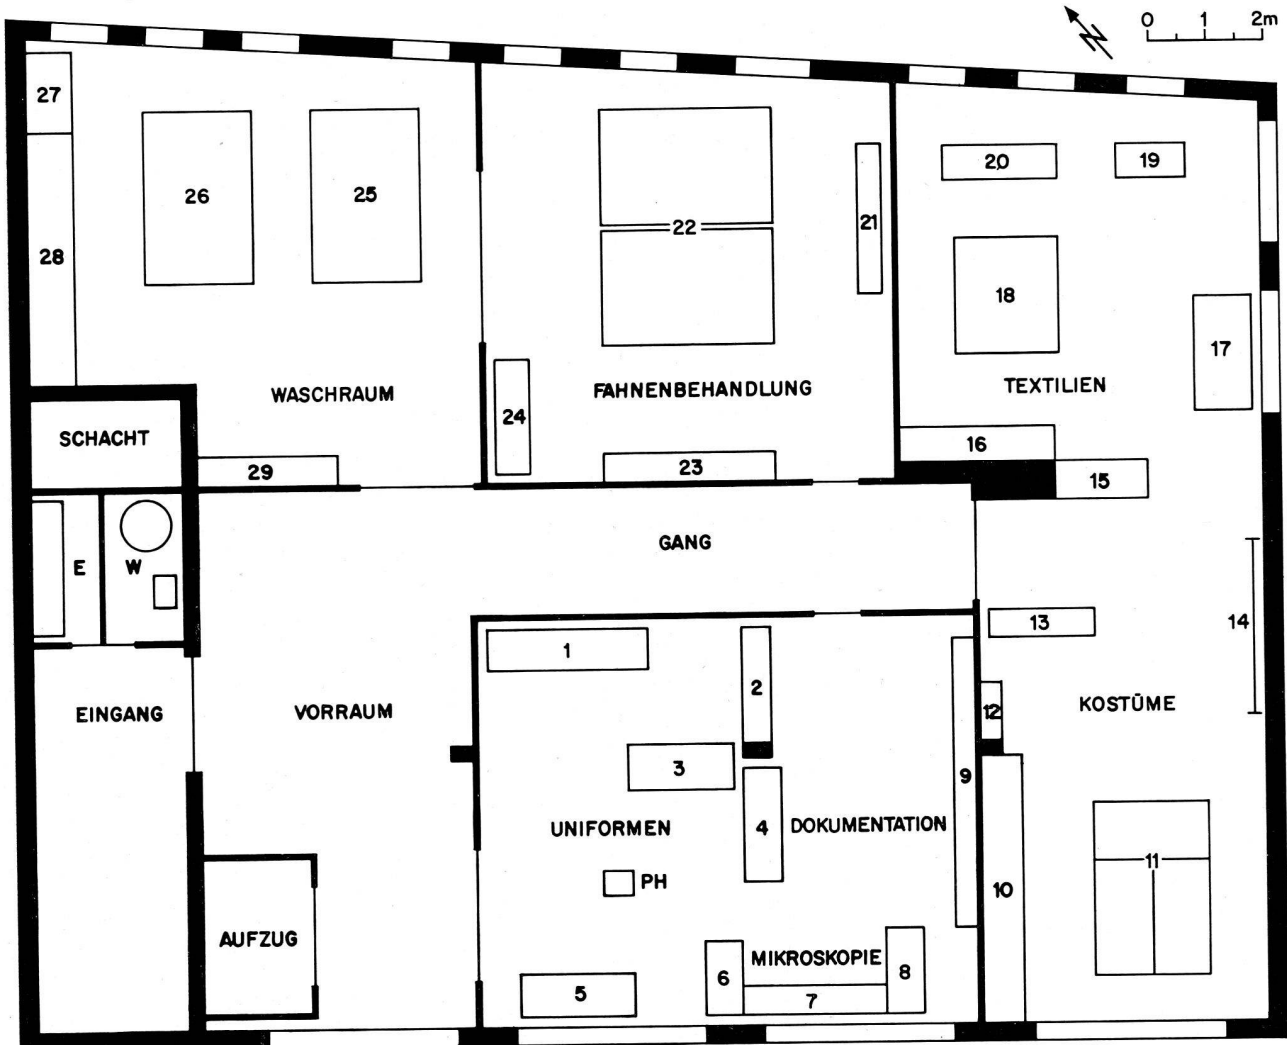 0 1 2m
N
27
26
25
22
21
20
19
28
18
17
WASCHRAUM
FAHNENBEHANDLUNG
TEXTILIEN
24
SCHACHT
29
23
16
15
E
W
GANG
13
14
1
2
12
EINGANG
VORRAUM
KOSTÜME
3
9
UNIFORMEN
4
DOKUMENTATION
11
PH
10
AUFZUG
MIKROSKOPIE
5
6
7
8